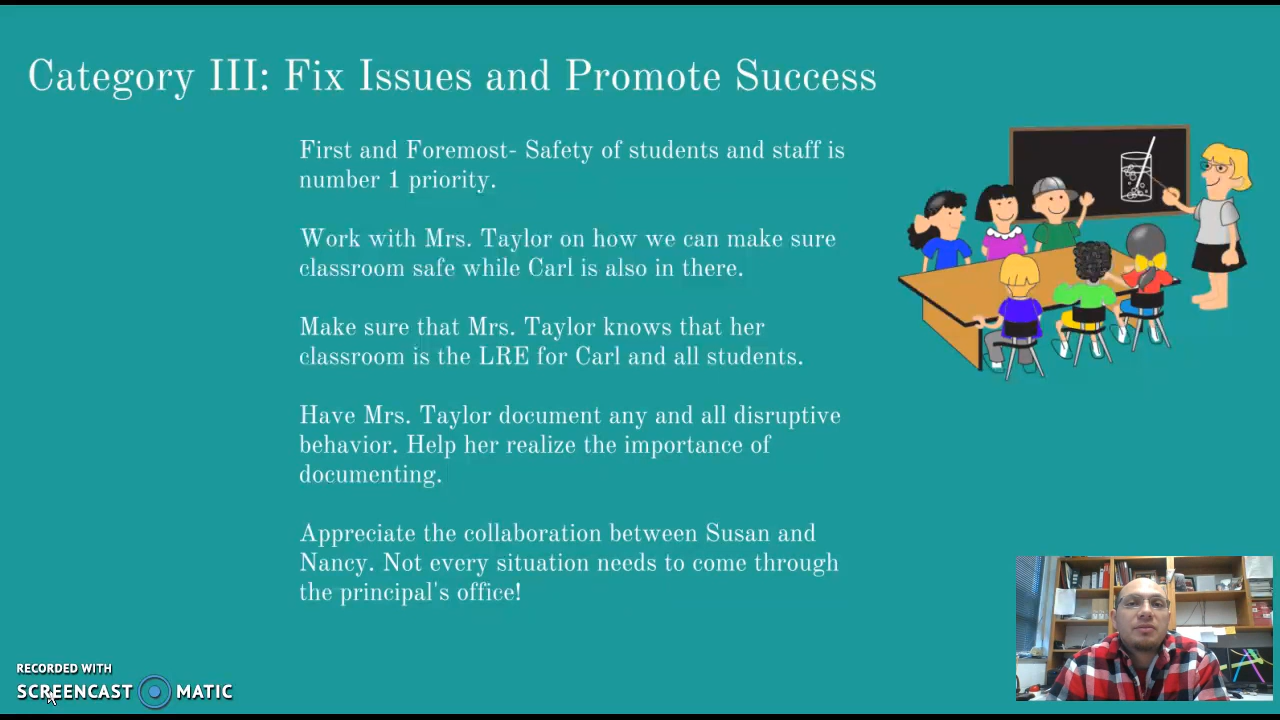 Category III: Fix Issues and Promote Success
First and Foremost- Safety of students and staff is
number 1 priority.
Work with Mrs. Taylor on how we can make sure
classroom safe while Carl is also in there.
Make sure that Mrs. Taylor knows that her
classroom is the LRE for Carl and all students.
Have Mrs. Taylor document any and all disruptive
behavior. Help her realize the importance of
documenting.
Appreciate the collaboration between Susan and
Nancy. Not every situation needs to come through
the principal's office!
RECORDED WITH
SCREENCAST MATIC